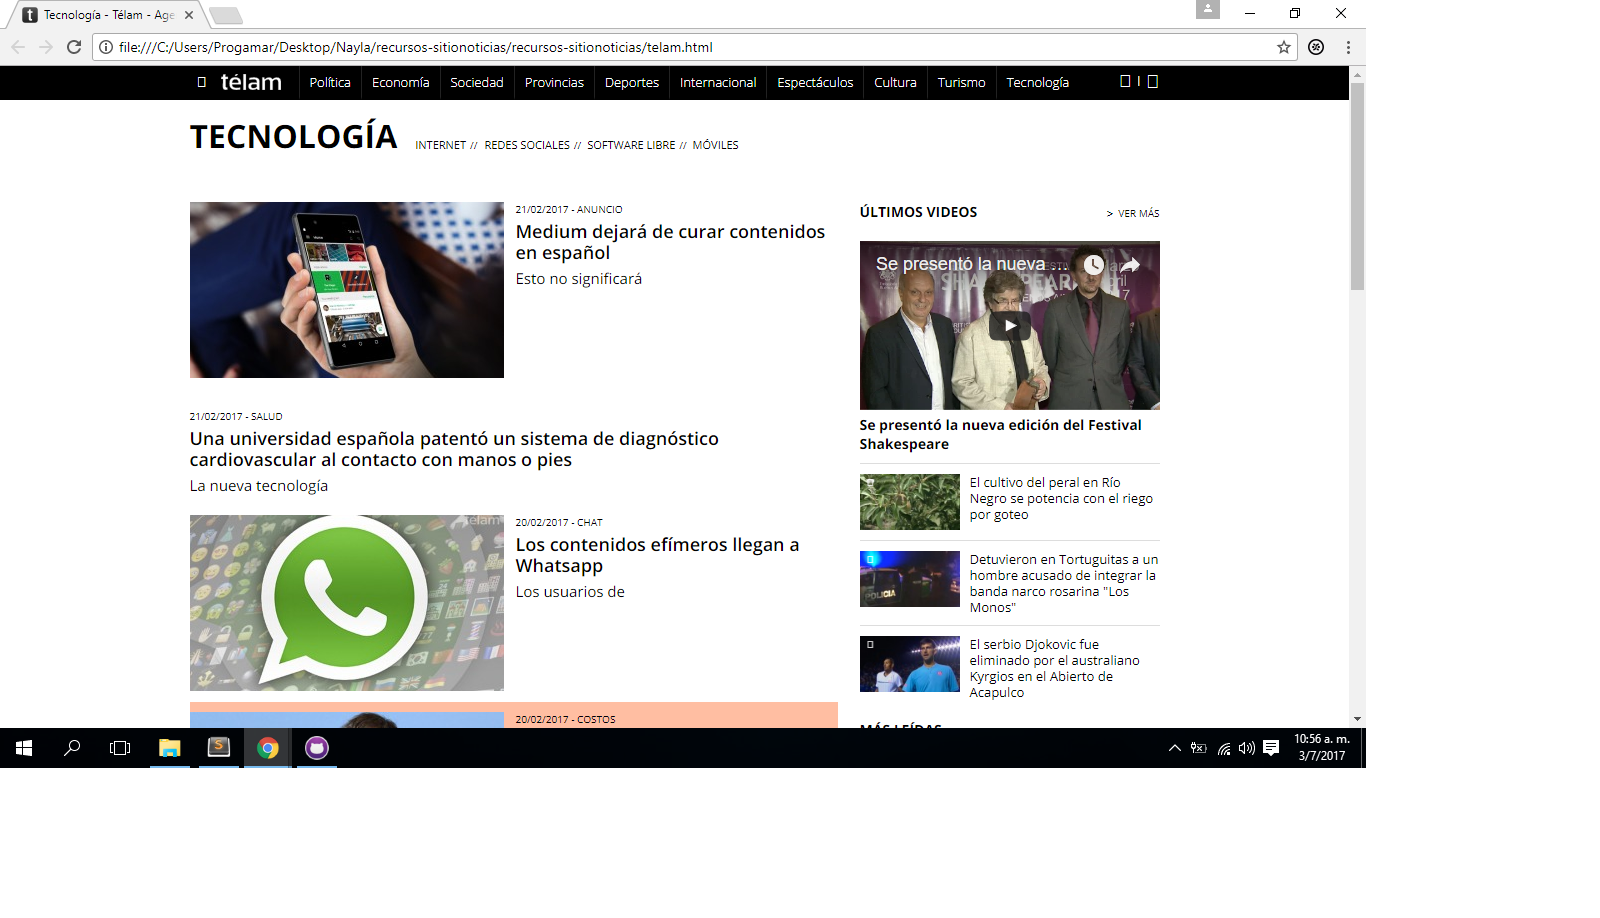 Tecnología - Télam - Age
file:///C:/Users/Progamar/Desktop/Nayla/recursos-sitionoticias/recursos-sitionoticias/telam.html
télam Política Economía Sociedad Provincias Deportes Internacional Espectáculos Cultura Turismo Tecnología
TECNOLOGÍA INTERNET // REDES SOCIALES // SOFTWARE LIBRE // MÓVILES
21/02/2017 - ANUNCIO
Medium dejará de curar contenidos
en español
Esto no significará
21/02/2017 - SALUD
Una universidad española patentó un sistema de diagnóstico
cardiovascular al contacto con manos o pies
La nueva tecnología
télam
20/02/2017 - CHAT
Los contenidos efímeros llegan a
Whatsapp
Los usuarios de
20/02/2017 - COSTOS
ÚLTIMOS VIDEOS > VER MÁS
Se presentó la nueva ...
SHAKESPEARE
Se presentó la nueva edición del Festival
Shakespeare
El cultivo del peral en Río
Negro se potencia con el riego
por goteo
POLICIA
Detuvieron en Tortuguitas a un
hombre acusado de integrar la
banda narco rosarina "Los
Monos"
El serbio Djokovic fue
eliminado por el australiano
Kyrgios en el Abierto de
Acapulco
MÁS LEÍDAS
10:56 a. m.
3/7/2017